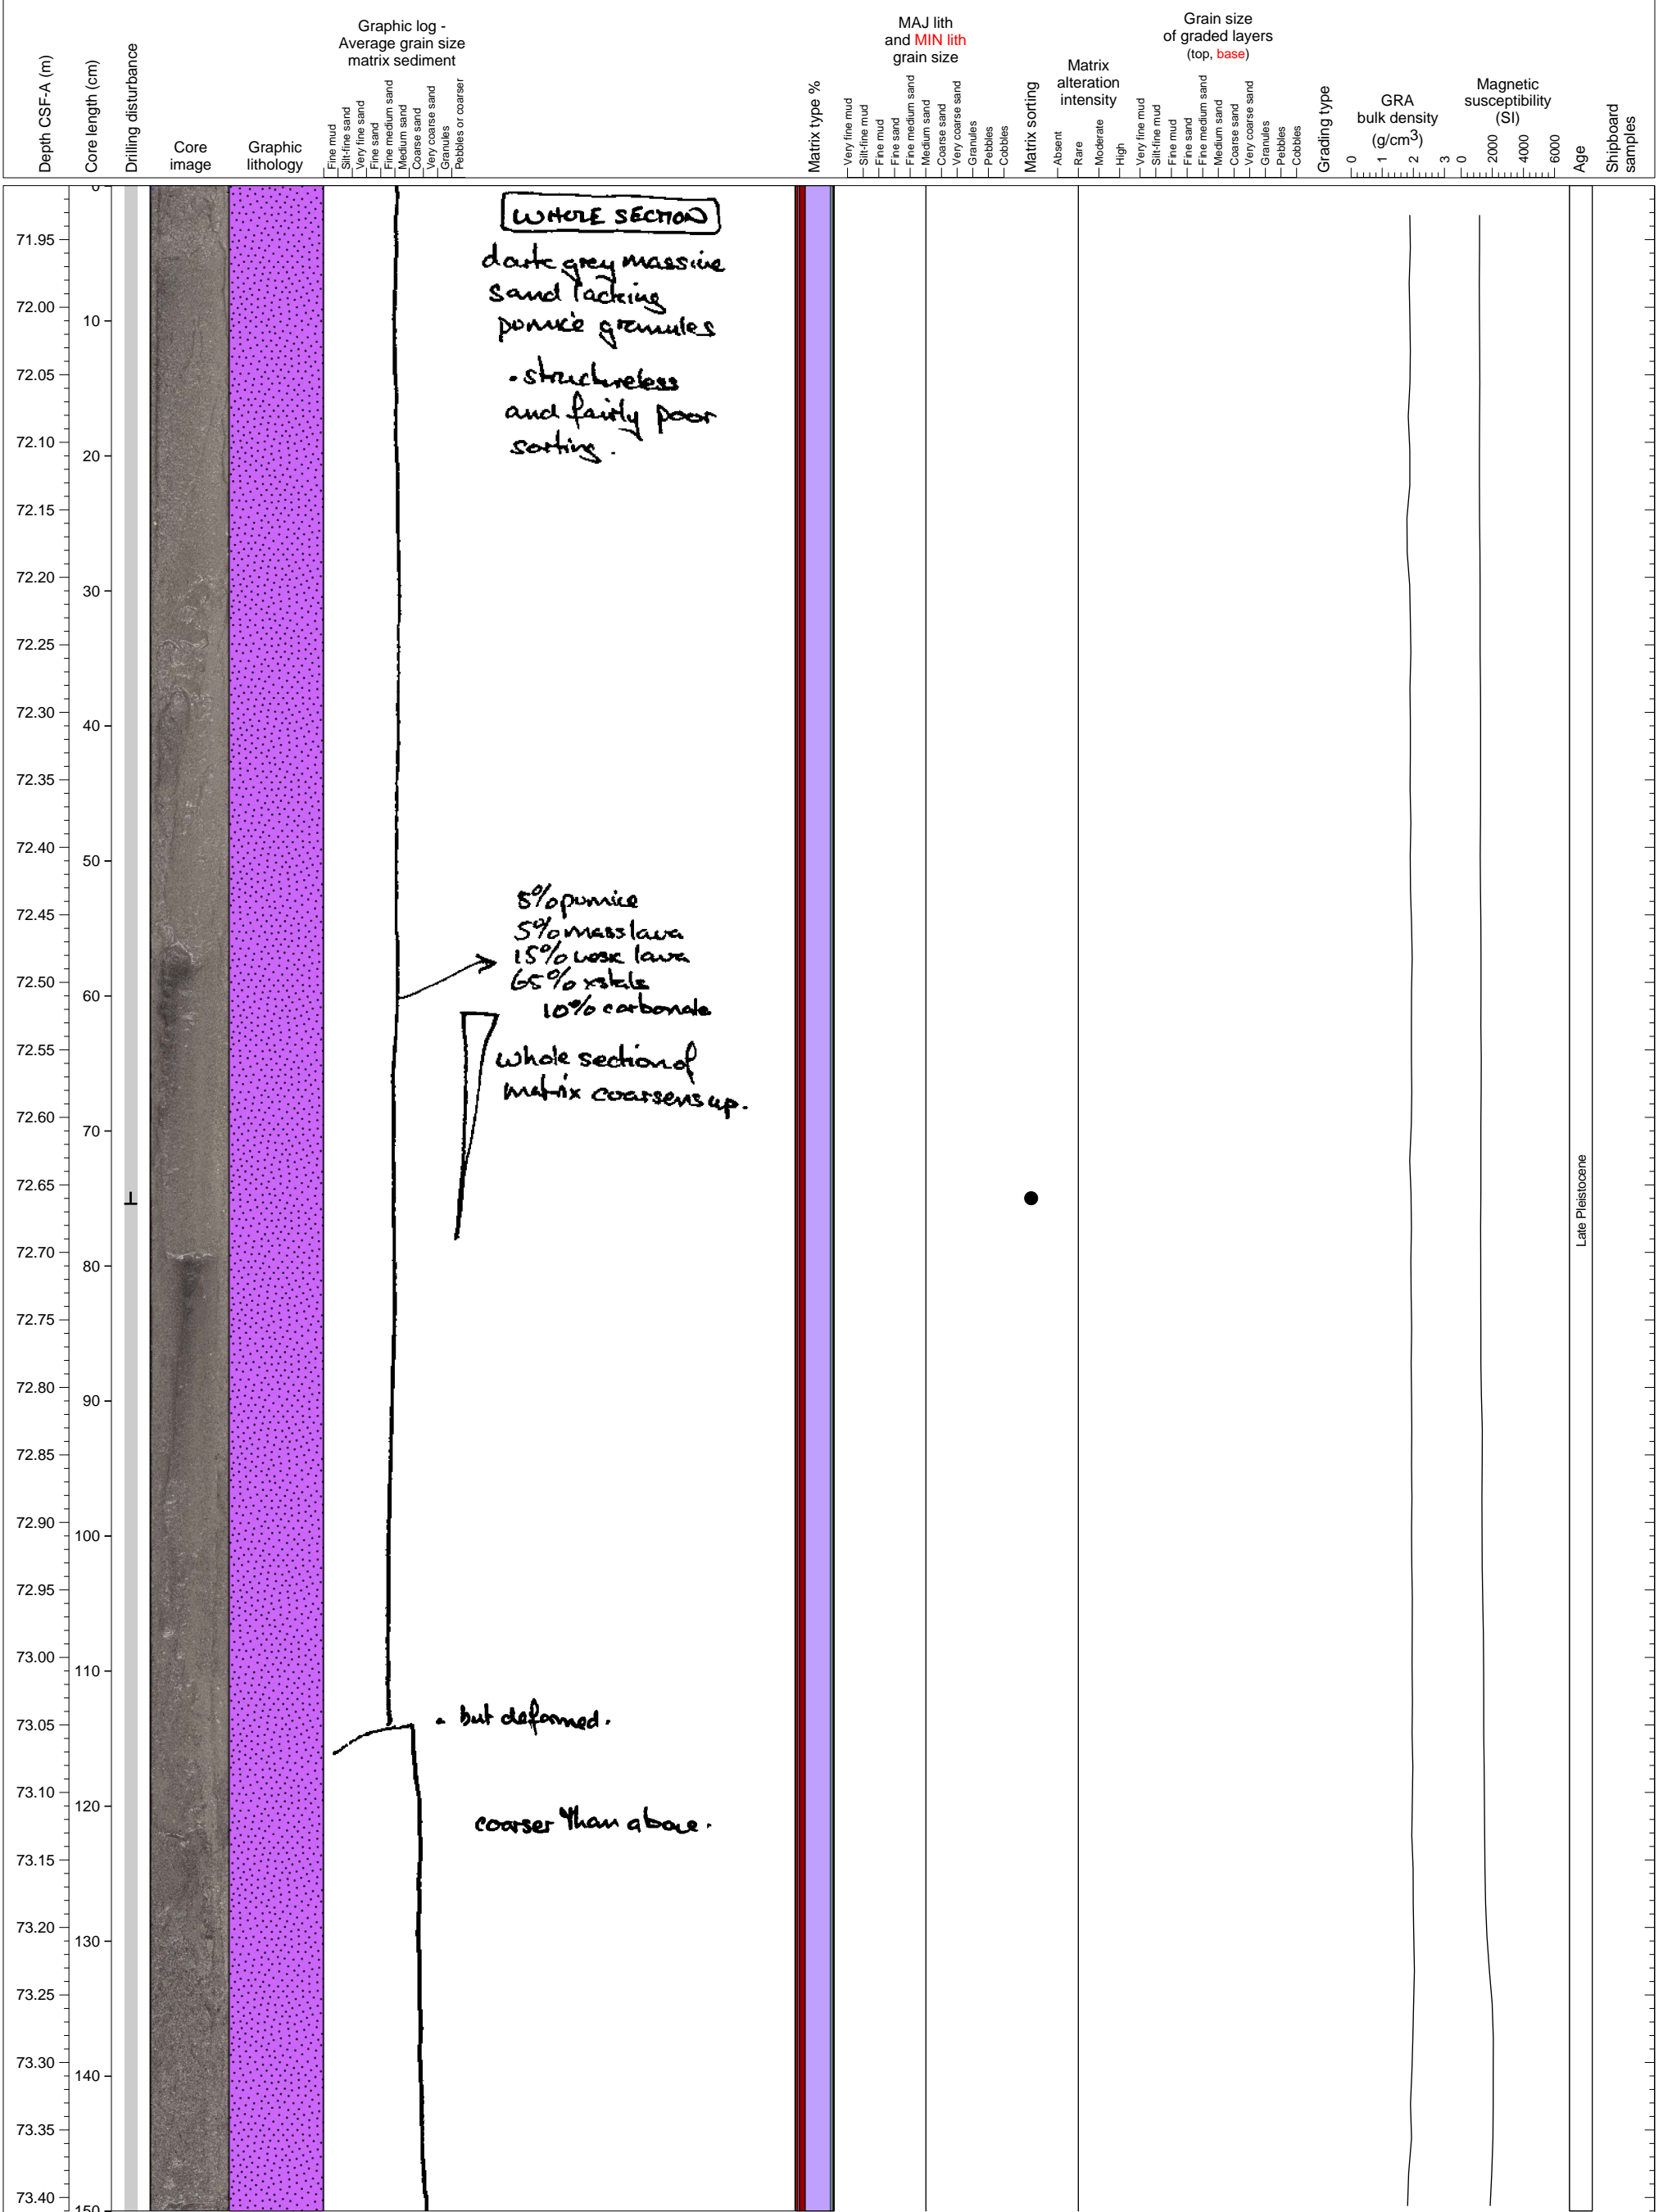 Depth CSF-A (m)
Core length (cm)
Drilling disturbance
Core
image
Graphic
lithology
Graphic log -
Average grain size
matrix sediment
Fine mud
Silt-fine sand
Very fine sand
Fine sand
Fine medium sand
Medium sand
Coarse sand
Very coarse sand
Granules
Pebbles or coarser
Matrix type %
MAJ lith
and MIN lith
grain size
Very fine mud
Silt-fine mud
Fine mud
Fine sand
Fine medium sand
Medium sand
Coarse sand
Very coarse sand
Granules
Pebbles
Cobbles
Matrix sorting
Matrix
alteration
intensity
Absent
Rare
Moderate
High
Grain size
of graded layers
(top, base)
Very fine mud
Silt-fine mud
Fine mud
Fine sand
Fine medium sand
Medium sand
Coarse sand
Very coarse sand
Granules
Pebbles
Cobbles
Grading type
GRA
bulk density
(g/cm3)
0 1 2 3
Magnetic
susceptibility
(SI)
0 2000 4000 6000
Age
Shipboard
samples
0
71.95
72.00
10
72.05
72.10
20
72.15
72.20
30
72.25
72.30
40
72.35
72.40
50
72.45
72.50
60
72.55
72.60
70
72.65
72.70
80
72.75
72.80
90
72.85
72.90
100
72.95
73.00
110
73.05
73.10
120
73.15
73.20
130
73.25
73.30
140
73.35
73.40
150
WHOLE SECTION
dark grey massive
sand lacking
pumice granules
• structureless
and fairly poor
sorting.
5% pumice
5% mass lava
15% vesc lava
65% xstals
10% carbonate
whole section of
matrix coarsens up.
• but deformed.
coarser than above.
Late Pleistocene